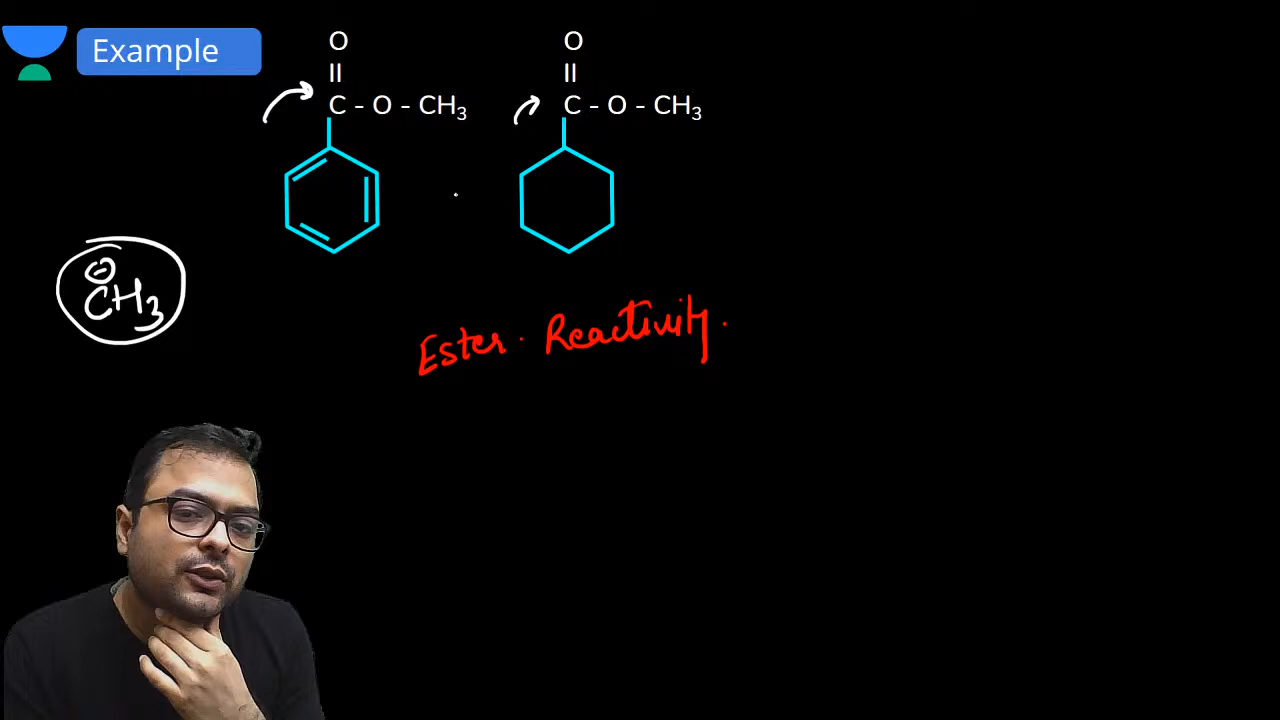 Example
O
||
C - O - CH₃
O
||
C - O - CH₃
⊖
CH₃
Ester. Reactivity.